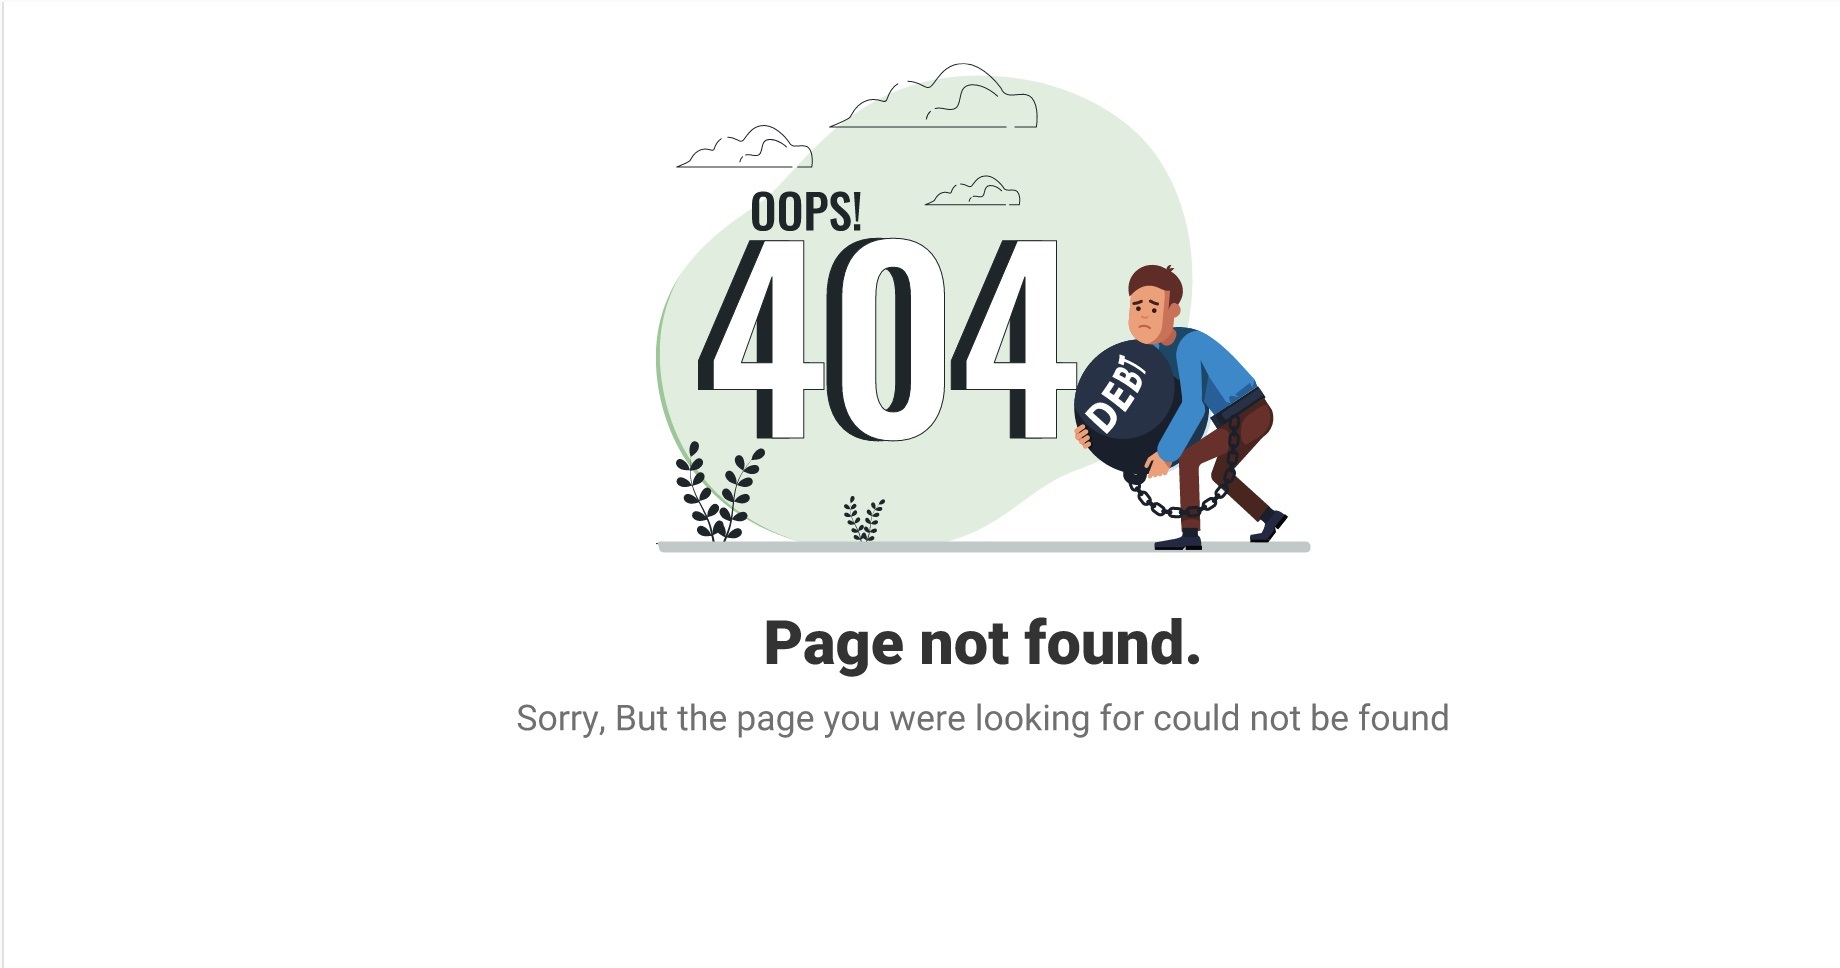 OOPS!
404
DEBT
Page not found.
Sorry, But the page you were looking for could not be found